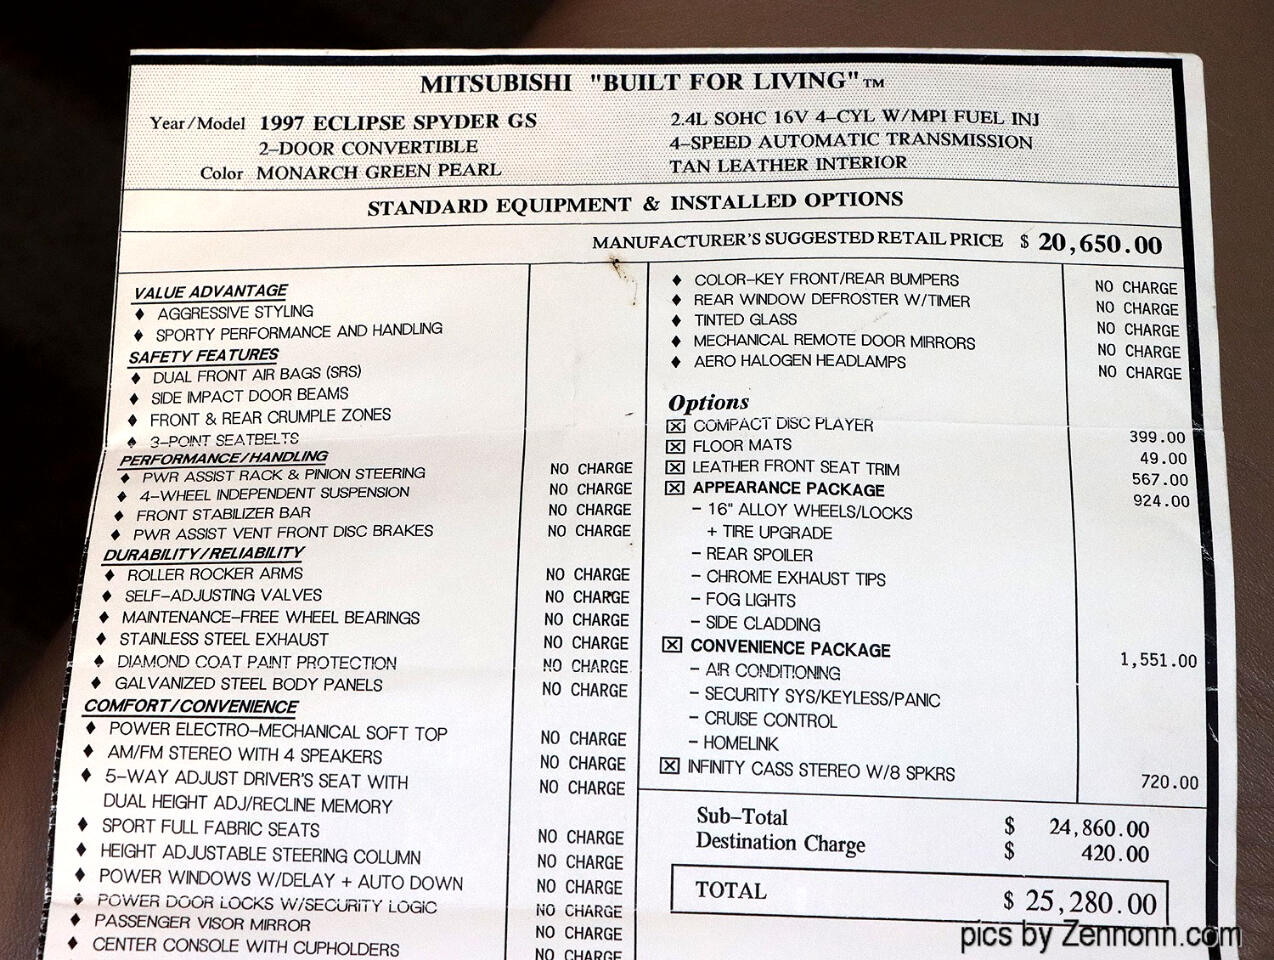 MITSUBISHI "BUILT FOR LIVING"™
Year/Model 1997 ECLIPSE SPYDER GS
2-DOOR CONVERTIBLE
Color MONARCH GREEN PEARL
2.4L SOHC 16V 4-CYL W/MPI FUEL INJ
4-SPEED AUTOMATIC TRANSMISSION
TAN LEATHER INTERIOR
STANDARD EQUIPMENT & INSTALLED OPTIONS
MANUFACTURER'S SUGGESTED RETAIL PRICE $ 20,650.00
VALUE ADVANTAGE
♦ AGGRESSIVE STYLING
♦ SPORTY PERFORMANCE AND HANDLING
SAFETY FEATURES
♦ DUAL FRONT AIR BAGS (SRS)
♦ SIDE IMPACT DOOR BEAMS
♦ FRONT & REAR CRUMPLE ZONES
♦ 3-POINT SEATBELTS
PERFORMANCE/HANDLING
♦ PWR ASSIST RACK & PINION STEERING NO CHARGE
♦ 4-WHEEL INDEPENDENT SUSPENSION NO CHARGE
♦ FRONT STABILIZER BAR NO CHARGE
♦ PWR ASSIST VENT FRONT DISC BRAKES NO CHARGE
DURABILITY/RELIABILITY
♦ ROLLER ROCKER ARMS NO CHARGE
♦ SELF-ADJUSTING VALVES NO CHARGE
♦ MAINTENANCE-FREE WHEEL BEARINGS NO CHARGE
♦ STAINLESS STEEL EXHAUST NO CHARGE
♦ DIAMOND COAT PAINT PROTECTION NO CHARGE
♦ GALVANIZED STEEL BODY PANELS NO CHARGE
COMFORT/CONVENIENCE
♦ POWER ELECTRO-MECHANICAL SOFT TOP NO CHARGE
♦ AM/FM STEREO WITH 4 SPEAKERS NO CHARGE
♦ 5-WAY ADJUST DRIVER'S SEAT WITH NO CHARGE
DUAL HEIGHT ADJ/RECLINE MEMORY
♦ SPORT FULL FABRIC SEATS NO CHARGE
♦ HEIGHT ADJUSTABLE STEERING COLUMN NO CHARGE
♦ POWER WINDOWS W/DELAY + AUTO DOWN NO CHARGE
♦ POWER DOOR LOCKS W/SECURITY LOGIC NO CHARGE
♦ PASSENGER VISOR MIRROR NO CHARGE
♦ CENTER CONSOLE WITH CUPHOLDERS NO CHARGE
♦ COLOR-KEY FRONT/REAR BUMPERS NO CHARGE
♦ REAR WINDOW DEFROSTER W/TIMER NO CHARGE
♦ TINTED GLASS NO CHARGE
♦ MECHANICAL REMOTE DOOR MIRRORS NO CHARGE
♦ AERO HALOGEN HEADLAMPS NO CHARGE
Options
☒ COMPACT DISC PLAYER 399.00
☒ FLOOR MATS 49.00
☒ LEATHER FRONT SEAT TRIM 567.00
☒ APPEARANCE PACKAGE 924.00
- 16" ALLOY WHEELS/LOCKS
+ TIRE UPGRADE
- REAR SPOILER
- CHROME EXHAUST TIPS
- FOG LIGHTS
- SIDE CLADDING
☒ CONVENIENCE PACKAGE 1,551.00
- AIR CONDITIONING
- SECURITY SYS/KEYLESS/PANIC
- CRUISE CONTROL
- HOMELINK
☒ INFINITY CASS STEREO W/8 SPKRS 720.00
Sub-Total $ 24,860.00
Destination Charge $ 420.00
TOTAL $ 25,280.00
pics by Zennonn.com